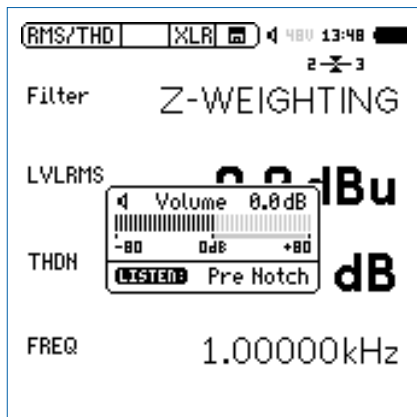 RMS/THD XLR 48V 13:48
2 3
Filter Z-WEIGHTING
LVLRMS dBu
Volume 0.0dB
-80 0dB +80
THDN dB
LISTEN: Pre Notch
FREQ 1.00000kHz